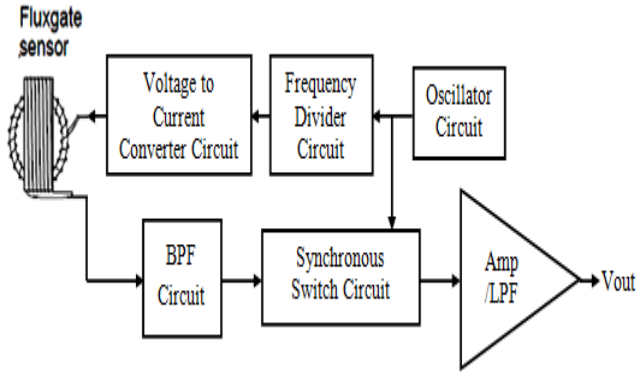 Fluxgate
sensor
Voltage to
Current
Converter Circuit
Frequency
Divider
Circuit
Oscillator
Circuit
BPF
Circuit
Synchronous
Switch Circuit
Amp
/LPF
Vout